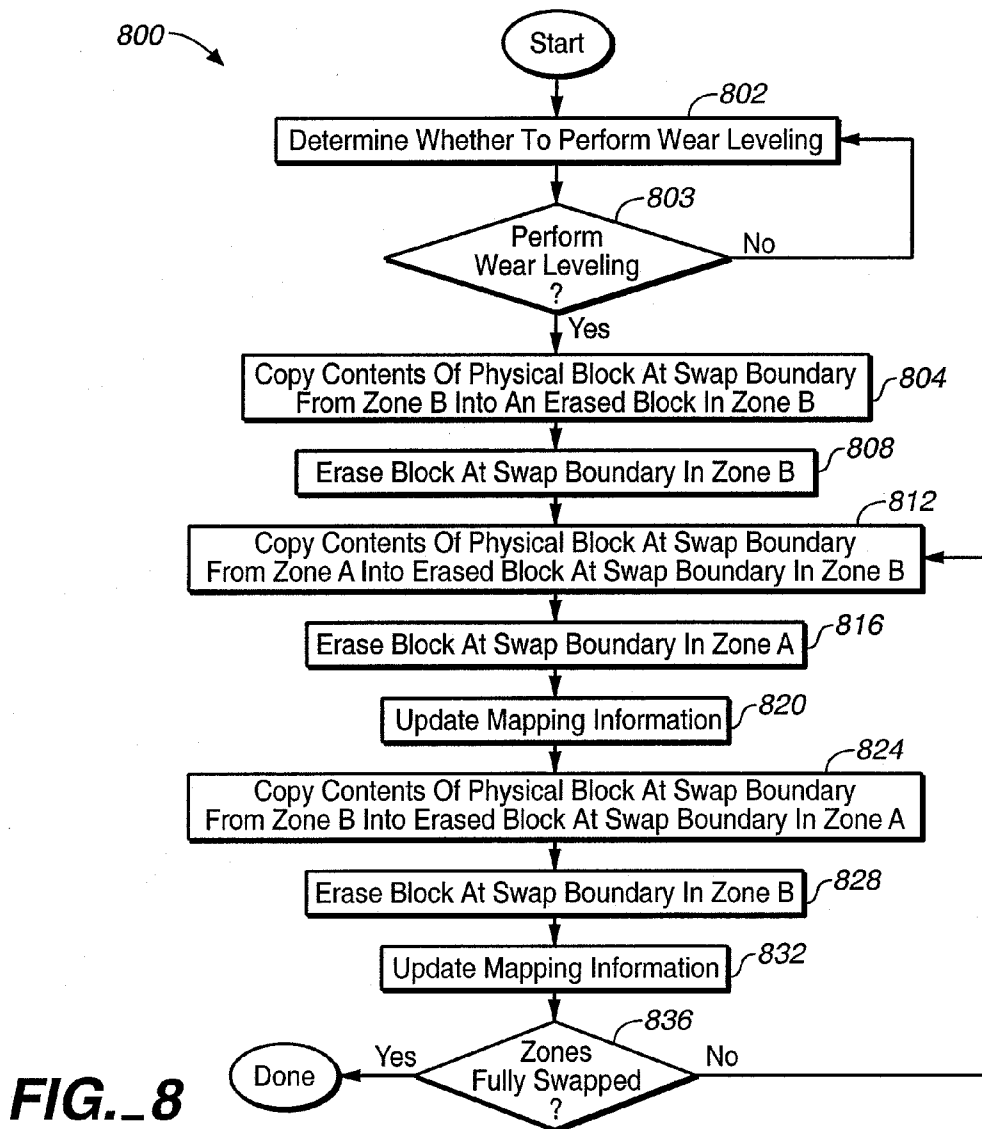 800
Start
802
Determine Whether To Perform Wear Leveling
803
Perform
Wear Leveling
?
No
Yes
Copy Contents Of Physical Block At Swap Boundary
From Zone B Into An Erased Block In Zone B
804
Erase Block At Swap Boundary In Zone B
808
812
Copy Contents Of Physical Block At Swap Boundary
From Zone A Into Erased Block At Swap Boundary In Zone B
Erase Block At Swap Boundary In Zone A
816
Update Mapping Information
820
824
Copy Contents Of Physical Block At Swap Boundary
From Zone B Into Erased Block At Swap Boundary In Zone A
Erase Block At Swap Boundary In Zone B
828
Update Mapping Information
832
836
Zones
Fully Swapped
?
Yes
No
Done
FIG._8